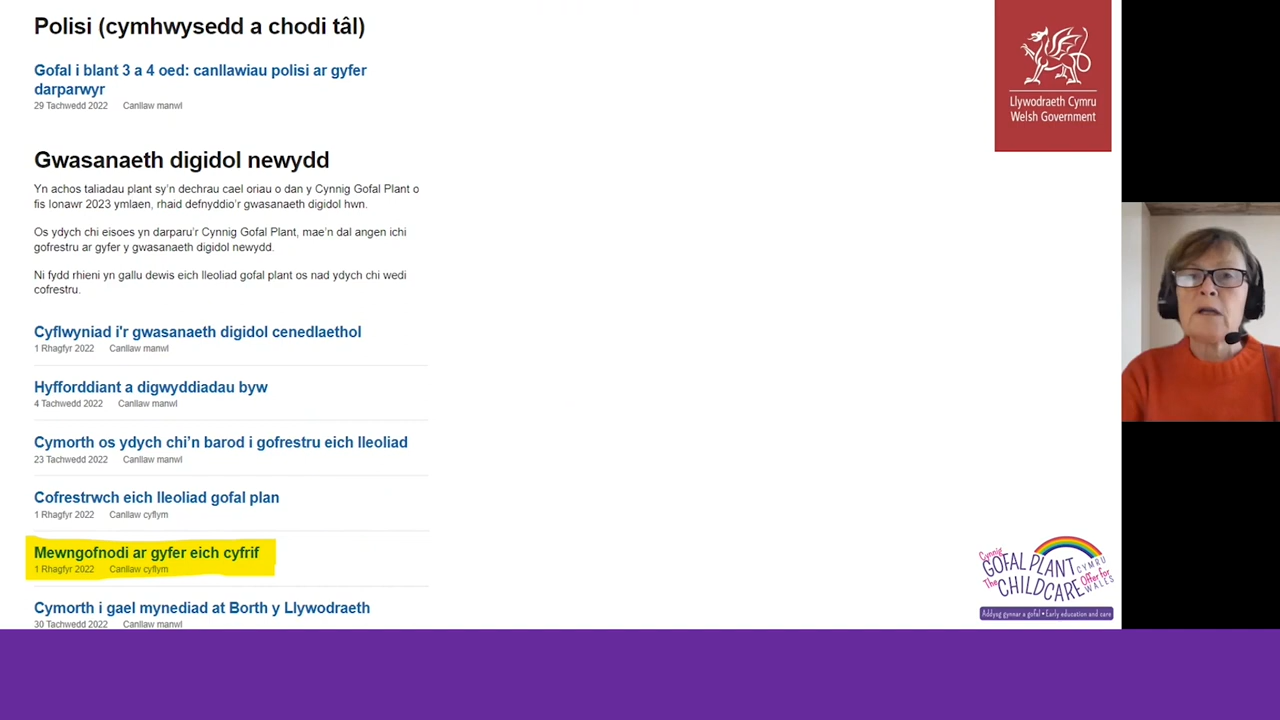 Polisi (cymhwysedd a chodi tâl)
Gofal i blant 3 a 4 oed: canllawiau polisi ar gyfer
darparwyr
29 Tachwedd 2022 Canllaw manwl
Gwasanaeth digidol newydd
Yn achos taliadau plant sy'n dechrau cael oriau o dan y Cynnig Gofal Plant o
fis Ionawr 2023 ymlaen, rhaid defnyddio'r gwasanaeth digidol hwn.
Os ydych chi eisoes yn darparu'r Cynnig Gofal Plant, mae'n dal angen ichi
gofrestru ar gyfer y gwasanaeth digidol newydd.
Ni fydd rhieni yn gallu dewis eich lleoliad gofal plant os nad ydych chi wedi
cofrestru.
Cyflwyniad i'r gwasanaeth digidol cenedlaethol
1 Rhagfyr 2022 Canllaw manwl
Hyfforddiant a digwyddiadau byw
4 Tachwedd 2022 Canllaw manwl
Cymorth os ydych chi'n barod i gofrestru eich lleoliad
23 Tachwedd 2022 Canllaw manwl
Cofrestrwch eich lleoliad gofal plan
1 Rhagfyr 2022 Canllaw cyflym
Mewngofnodi ar gyfer eich cyfrif
1 Rhagfyr 2022 Canllaw cyflym
Cymorth i gael mynediad at Borth y Llywodraeth
30 Tachwedd 2022 Canllaw manwl
Llywodraeth Cymru
Welsh Government
Cynnig
GOFAL PLANT
CYMRU
The
CHILDCARE
Offer for
WALES
Addysg gynnar a gofal • Early education and care